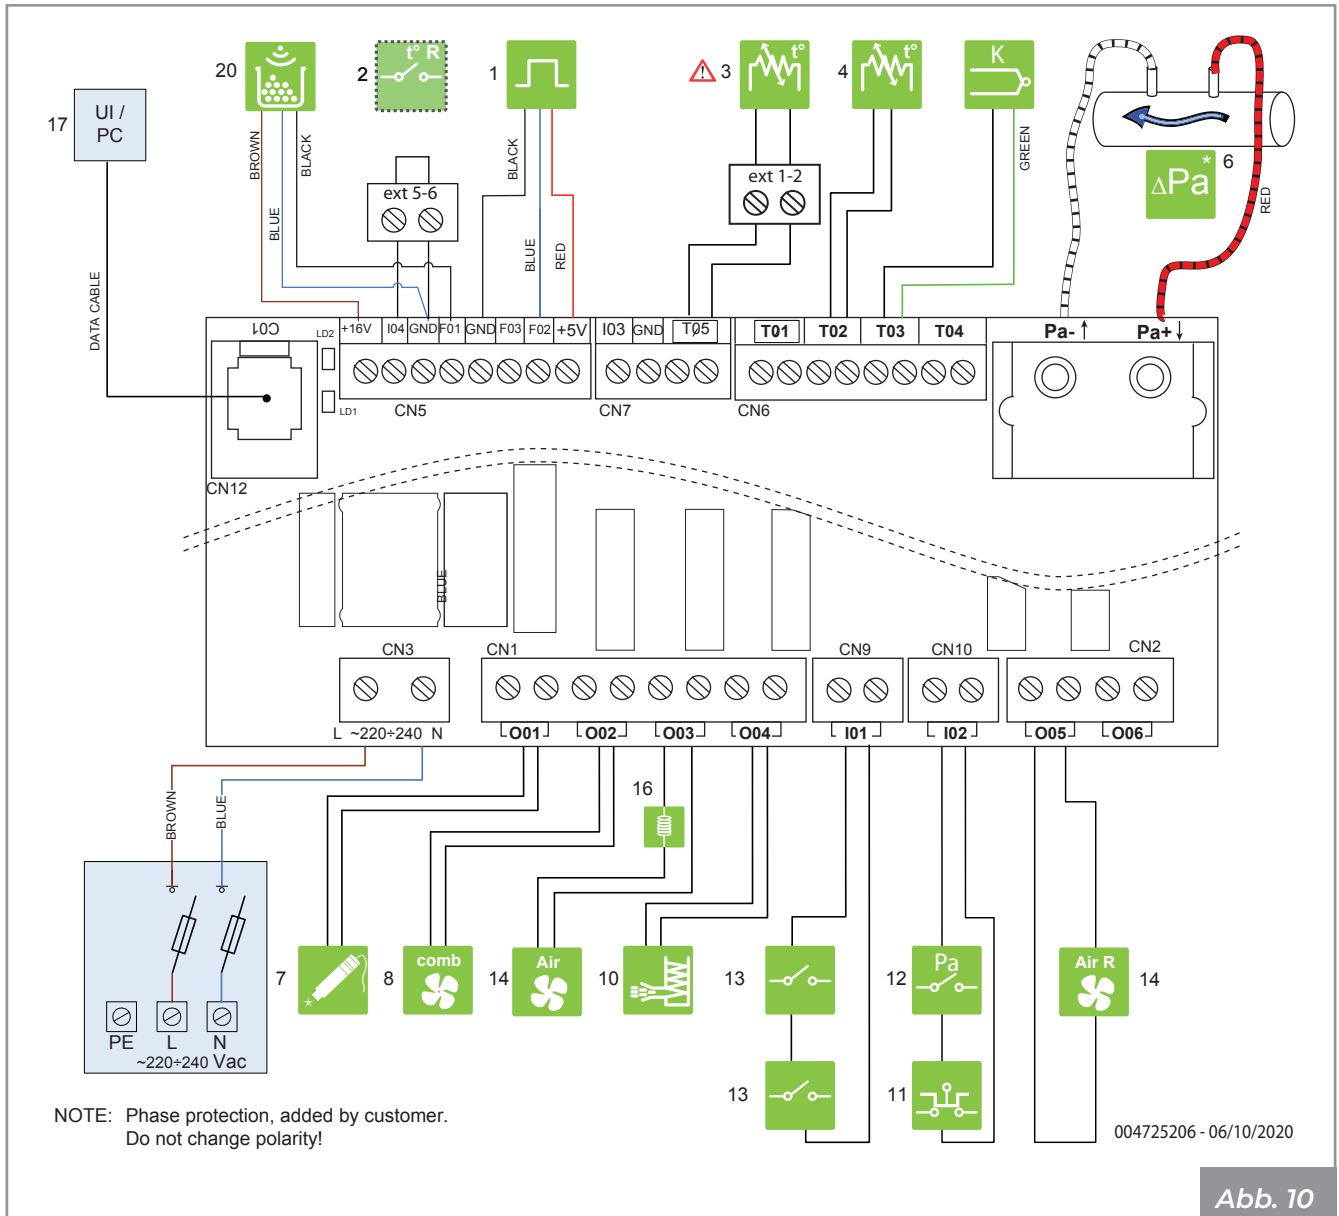 20
2
t° R
1
3
t°
4
t°
K
17
UI /
PC
BROWN
BLUE
BLACK
ext 5-6
BLACK
BLUE
RED
ext 1-2
GREEN
ΔPa*
6
RED
DATA CABLE
C01
LD2
+16V
I04
GND
F01
GND
F03
F02
+5V
I03
GND
T05
T01
T02
T03
T04
Pa-
Pa+
LD1
CN5
CN7
CN6
CN12
BLUE
CN3
CN1
CN9
CN10
CN2
L ~220÷240 N
O01
O02
O03
O04
I01
I02
O05
O06
BROWN
BLUE
16
7
8
comb
14
Air
10
13
12
Pa
Air R
14
PE
L
N
~220÷240 Vac
13
11
NOTE: Phase protection, added by customer.
Do not change polarity!
004725206 - 06/10/2020
Abb. 10